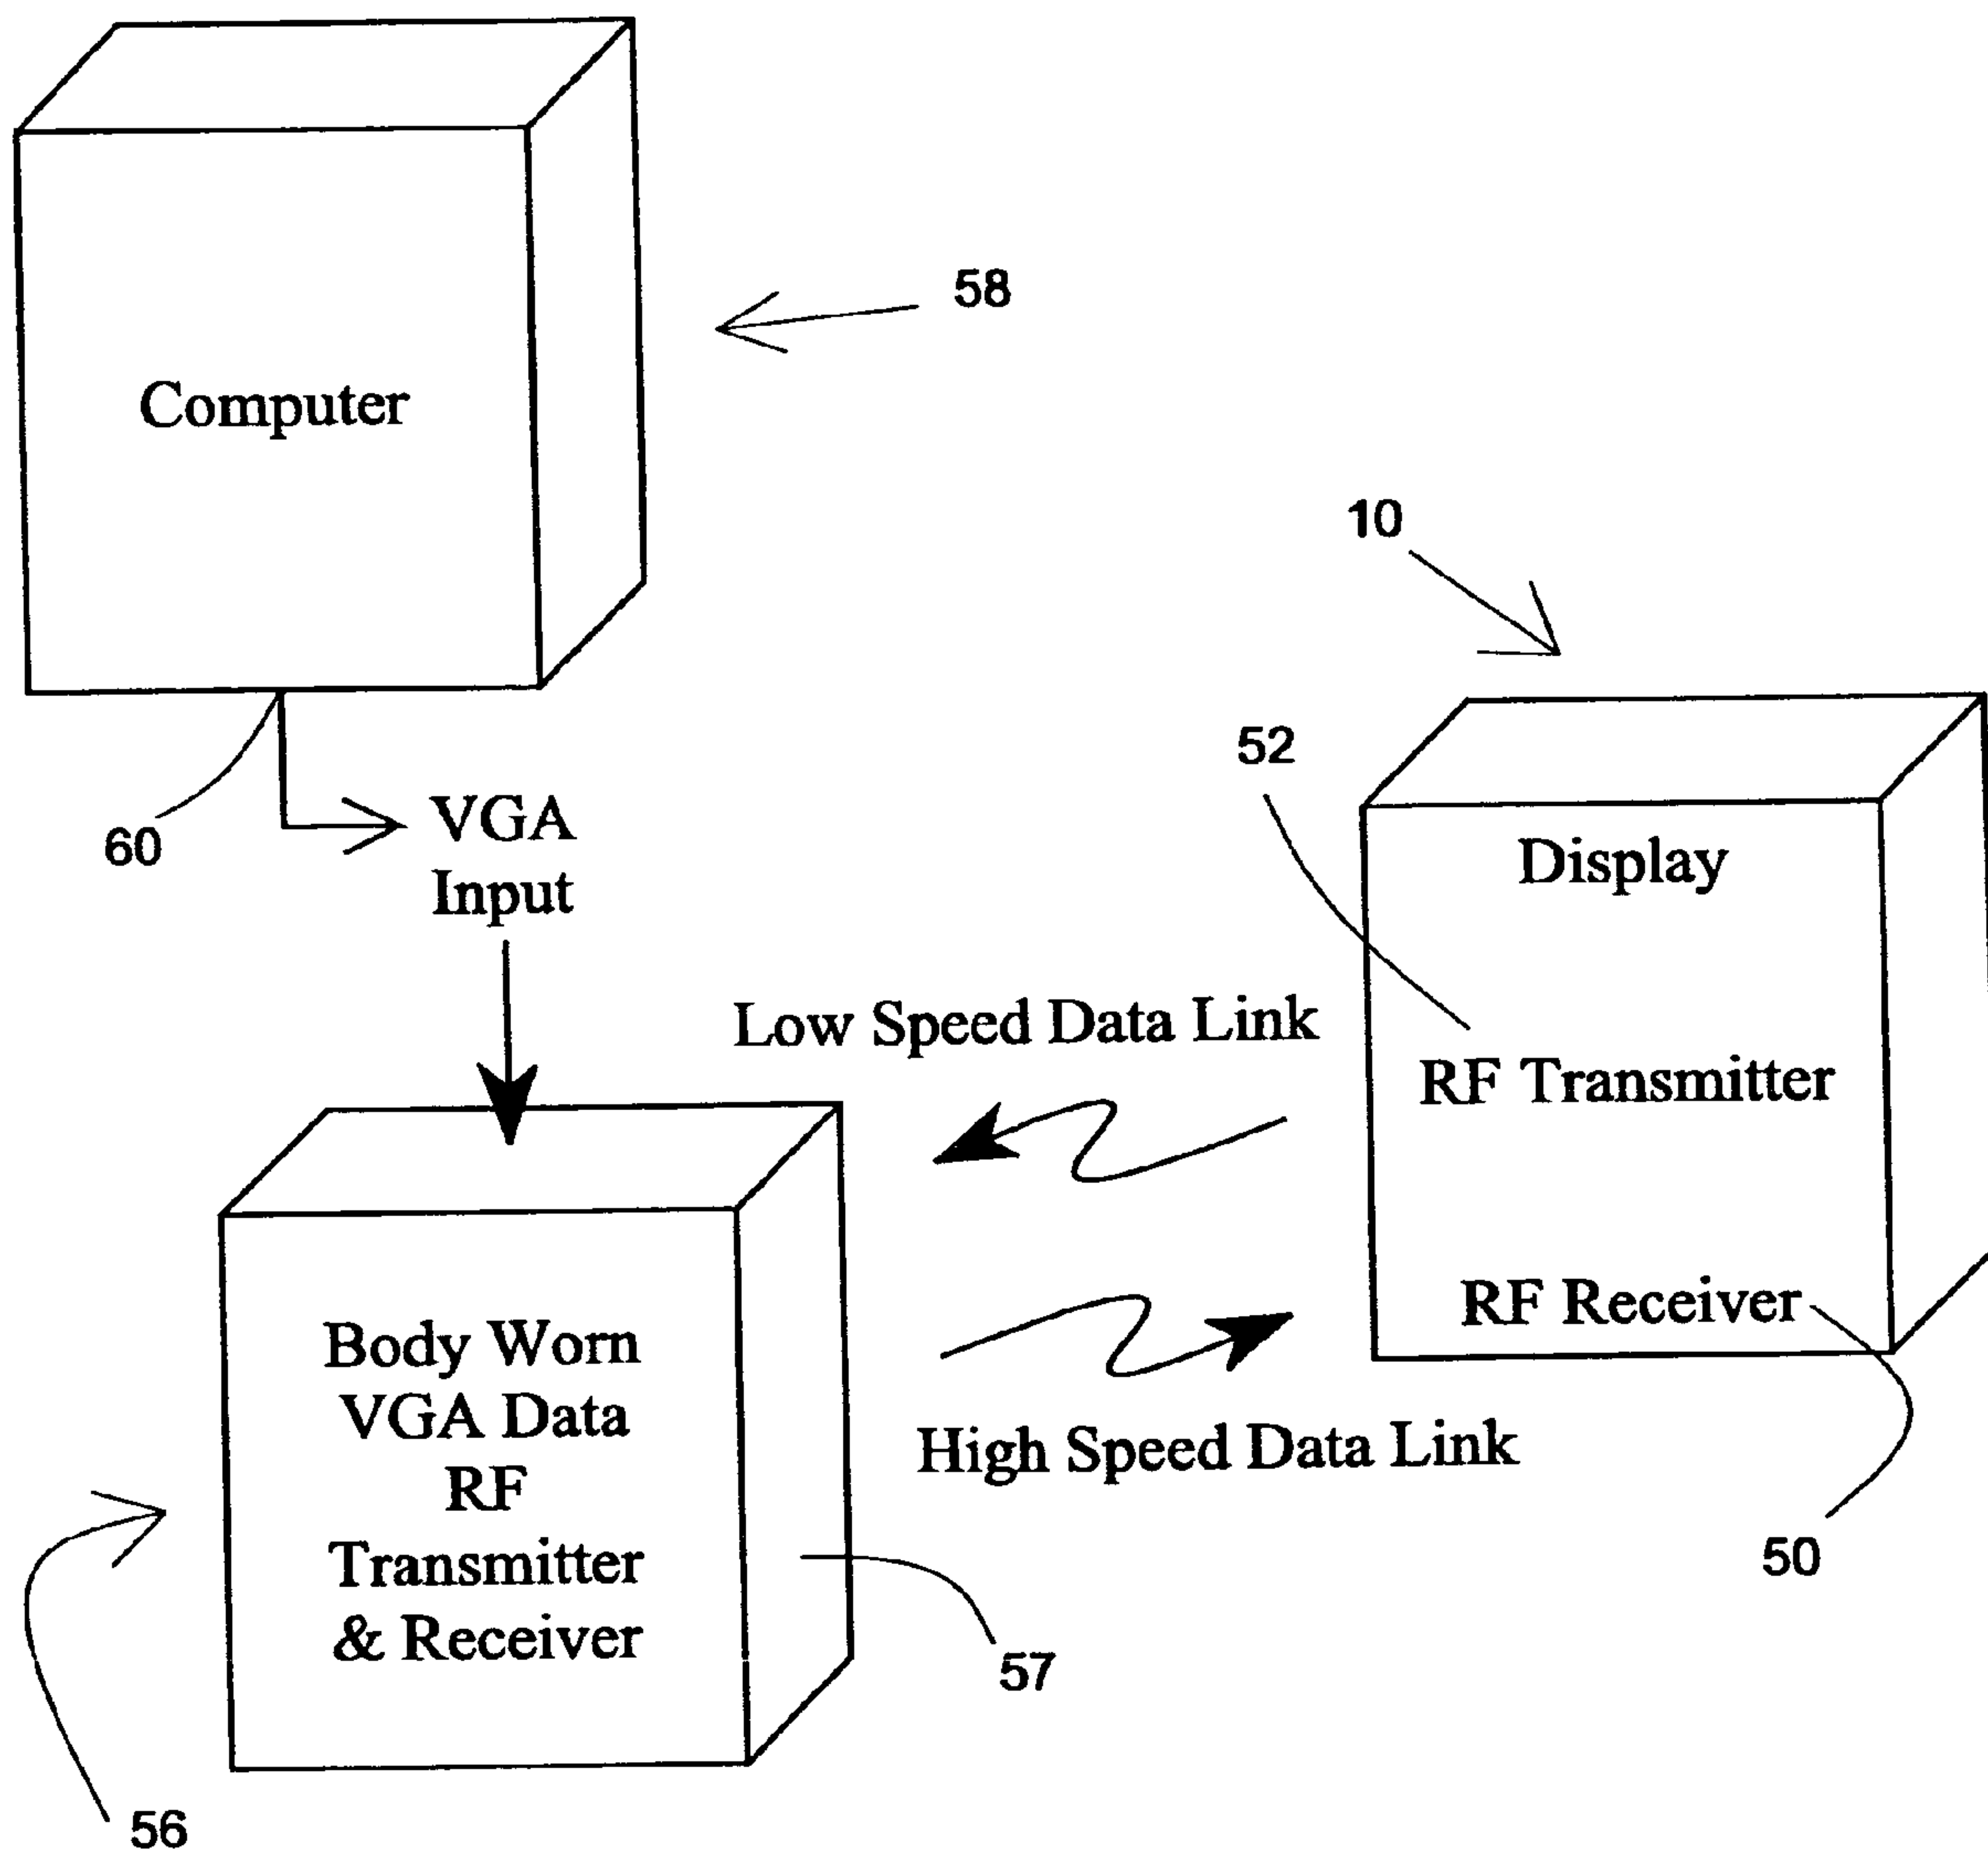 58
Computer
10
52
60
VGA
Input
Display
Low Speed Data Link
RF Transmitter
RF Receiver
Body Worn
VGA Data
RF
Transmitter
& Receiver
High Speed Data Link
50
57
56